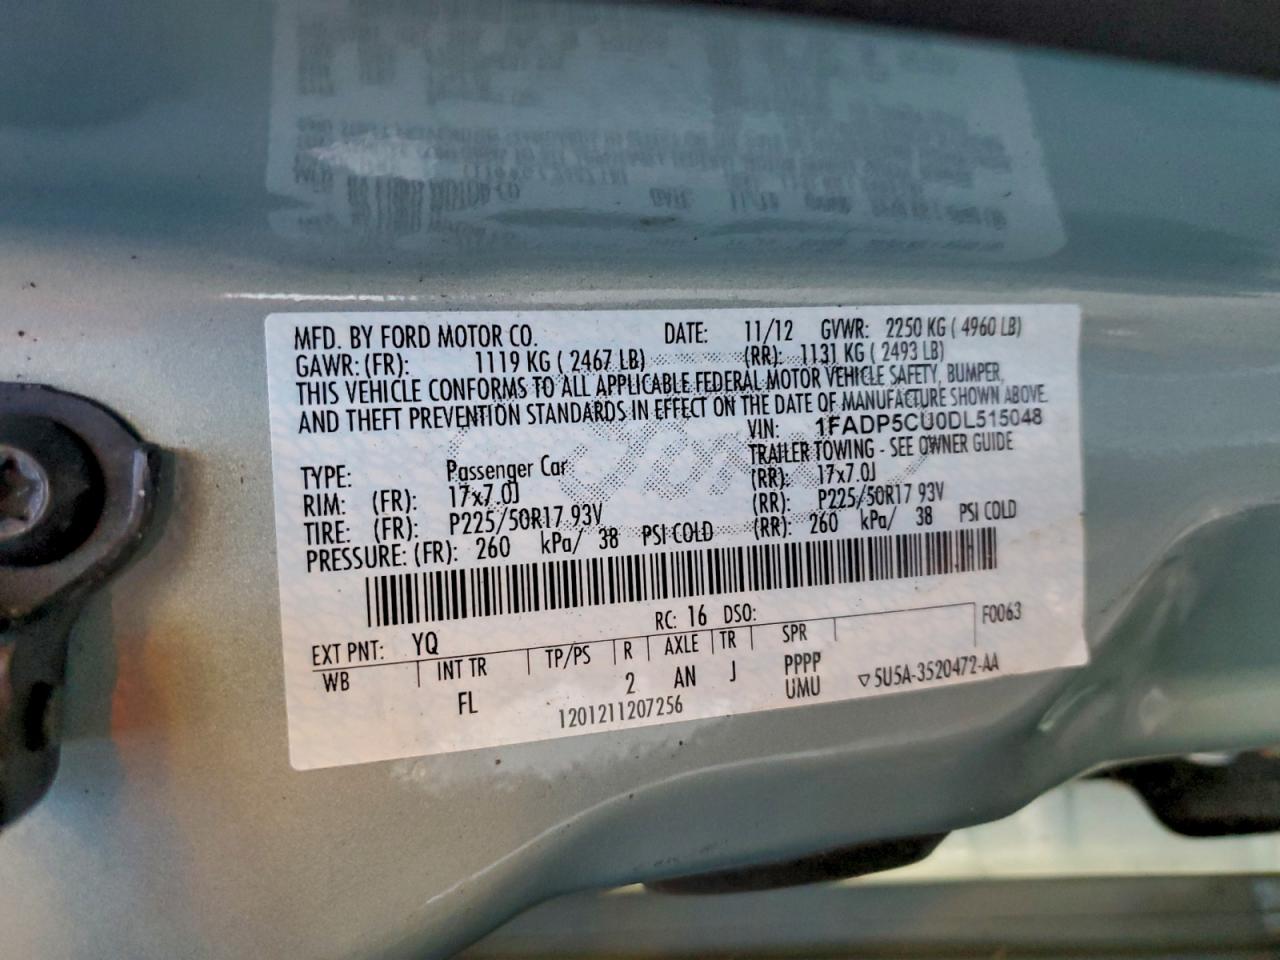 MFD. BY FORD MOTOR CO. DATE: 11/12 GVWR: 2250 KG ( 4960 LB)
GAWR: (FR): 1119 KG ( 2467 LB) (RR): 1131 KG ( 2493 LB)
THIS VEHICLE CONFORMS TO ALL APPLICABLE FEDERAL MOTOR VEHICLE SAFETY, BUMPER,
AND THEFT PREVENTION STANDARDS IN EFFECT ON THE DATE OF MANUFACTURE SHOWN ABOVE.
VIN: 1FADP5CU0DL515048
TYPE: Passenger Car TRAILER TOWING - SEE OWNER GUIDE
RIM: (FR): 17x7.0J (RR): 17x7.0J
TIRE: (FR): P225/50R17 93V (RR): P225/50R17 93V
PRESSURE: (FR): 260 kPa/ 38 PSI COLD (RR): 260 kPa/ 38 PSI COLD
RC: 16 DSO: F0063
EXT PNT: YQ
WB INT TR TP/PS R AXLE TR SPR
FL 2 AN J PPPP
UMU ▽5U5A-3520472-AA
1201211207256